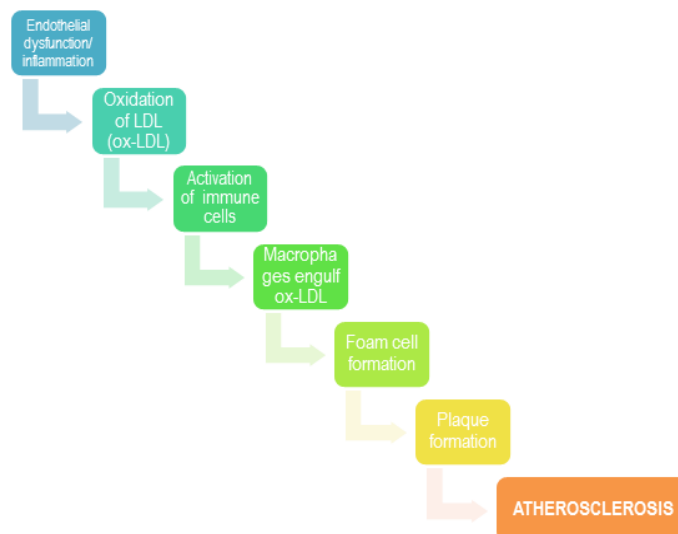 Endothelial
dysfunction/
inflammation
Oxidation
of LDL
(ox-LDL)
Activation
of immune
cells
Macropha
ges engulf
ox-LDL
Foam cell
formation
Plaque
formation
ATHEROSCLEROSIS